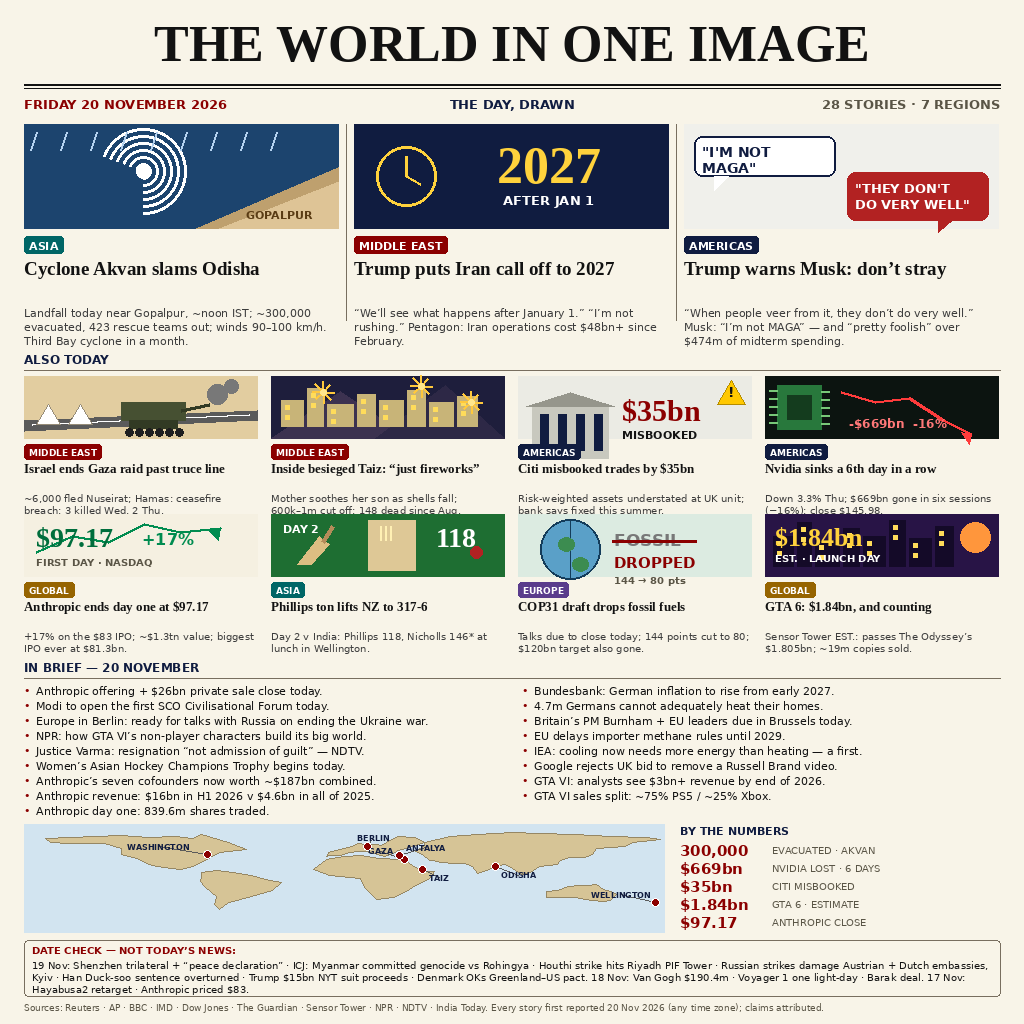 THE WORLD IN ONE IMAGE
FRIDAY 20 NOVEMBER 2026
THE DAY, DRAWN
28 STORIES · 7 REGIONS
GOPALPUR
ASIA
Cyclone Akvan slams Odisha
Landfall today near Gopalpur, ~noon IST; ~300,000
evacuated, 423 rescue teams out; winds 90–100 km/h.
Third Bay cyclone in a month.
2027
AFTER JAN 1
MIDDLE EAST
Trump puts Iran call off to 2027
“We’ll see what happens after January 1.” “I’m not
rushing.” Pentagon: Iran operations cost $48bn+ since
February.
"I'M NOT
MAGA"
"THEY DON'T
DO VERY WELL"
AMERICAS
Trump warns Musk: don’t stray
“When people veer from it, they don’t do very well.”
Musk: “I’m not MAGA” — and “pretty foolish” over
$474m of midterm spending.
ALSO TODAY
MIDDLE EAST
Israel ends Gaza raid past truce line
~6,000 fled Nuseirat; Hamas: ceasefire
breach; 3 killed Wed, 2 Thu.
MIDDLE EAST
Inside besieged Taiz: “just fireworks”
Mother soothes her son as shells fall;
600k–1m cut off; 148 dead since Aug.
$35bn
MISBOOKED
AMERICAS
Citi misbooked trades by $35bn
Risk-weighted assets understated at UK unit;
bank says fixed this summer.
-$669bn -16%
AMERICAS
Nvidia sinks a 6th day in a row
Down 3.3% Thu; $669bn gone in six sessions
(−16%); close $145.98.
$97.17
+17%
FIRST DAY · NASDAQ
GLOBAL
Anthropic ends day one at $97.17
+17% on the $83 IPO; ~$1.3tn value; biggest
IPO ever at $81.3bn.
DAY 2
118
ASIA
Phillips ton lifts NZ to 317-6
Day 2 v India: Phillips 118, Nicholls 146* at
lunch in Wellington.
FOSSIL
DROPPED
144 → 80 pts
EUROPE
COP31 draft drops fossil fuels
Talks due to close today; 144 points cut to 80;
$120bn target also gone.
$1.84bn
EST. · LAUNCH DAY
GLOBAL
GTA 6: $1.84bn, and counting
Sensor Tower EST.: passes The Odyssey’s
$1.805bn; ~19m copies sold.
IN BRIEF — 20 NOVEMBER
• Anthropic offering + $26bn private sale close today.
• Modi to open the first SCO Civilisational Forum today.
• Europe in Berlin: ready for talks with Russia on ending the Ukraine war.
• NPR: how GTA VI’s non-player characters build its big world.
• Justice Varma: resignation “not admission of guilt” — NDTV.
• Women’s Asian Hockey Champions Trophy begins today.
• Anthropic’s seven cofounders now worth ~$187bn combined.
• Anthropic revenue: $16bn in H1 2026 v $4.6bn in all of 2025.
• Anthropic day one: 839.6m shares traded.
• Bundesbank: German inflation to rise from early 2027.
• 4.7m Germans cannot adequately heat their homes.
• Britain’s PM Burnham + EU leaders due in Brussels today.
• EU delays importer methane rules until 2029.
• IEA: cooling now needs more energy than heating — a first.
• Google rejects UK bid to remove a Russell Brand video.
• GTA VI: analysts see $3bn+ revenue by end of 2026.
• GTA VI sales split: ~75% PS5 / ~25% Xbox.
WASHINGTON
BERLIN
GAZA
ANTALYA
TAIZ
ODISHA
WELLINGTON
BY THE NUMBERS
300,000 EVACUATED · AKVAN
$669bn NVIDIA LOST · 6 DAYS
$35bn CITI MISBOOKED
$1.84bn GTA 6 · ESTIMATE
$97.17 ANTHROPIC CLOSE
DATE CHECK — NOT TODAY’S NEWS:
19 Nov: Shenzhen trilateral + “peace declaration” · ICJ: Myanmar committed genocide vs Rohingya · Houthi strike hits Riyadh PIF Tower · Russian strikes damage Austrian + Dutch embassies,
Kyiv · Han Duck-soo sentence overturned · Trump $15bn NYT suit proceeds · Denmark OKs Greenland–US pact. 18 Nov: Van Gogh $190.4m · Voyager 1 one light-day · Barak deal. 17 Nov:
Hayabusa2 retarget · Anthropic priced $83.
Sources: Reuters · AP · BBC · IMD · Dow Jones · The Guardian · Sensor Tower · NPR · NDTV · India Today. Every story first reported 20 Nov 2026 (any time zone); claims attributed.